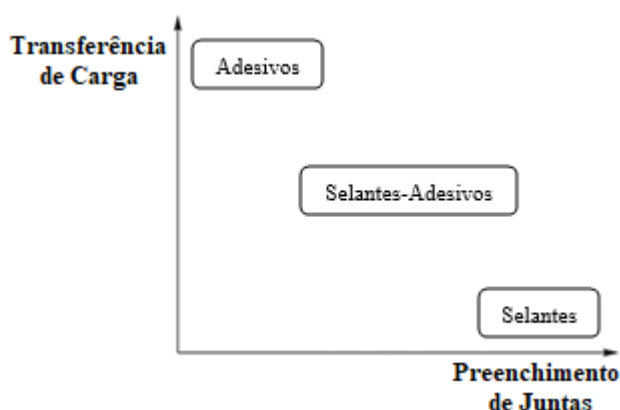 Transferência
de Carga
Adesivos
Selantes-Adesivos
Selantes
Preenchimento
de Juntas